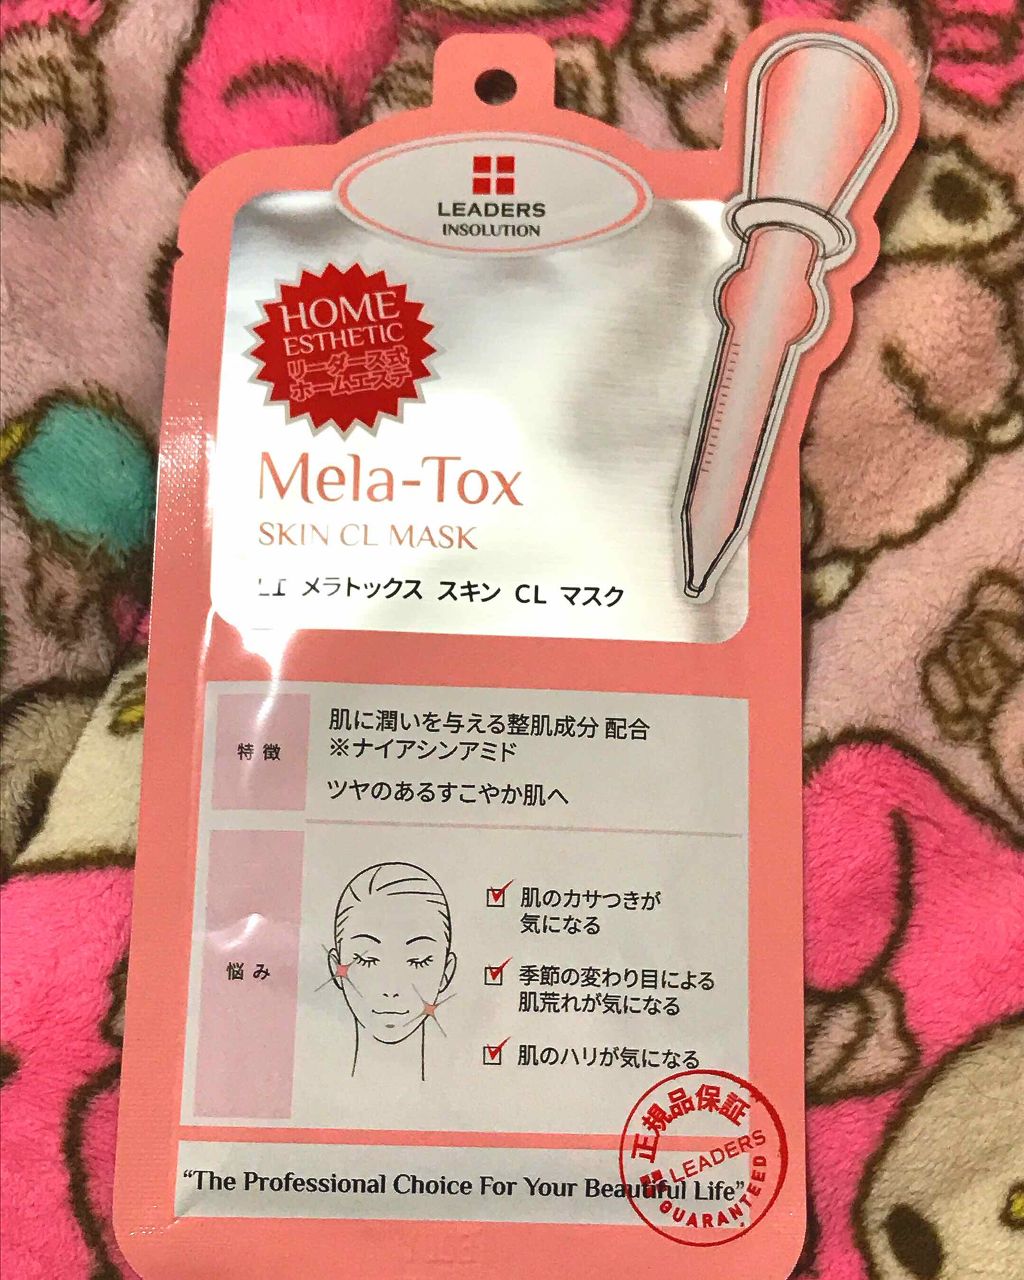 LEADERS
INSOLUTION
HOME
ESTHETIC
リーダース式
ホームエステ
Mela-Tox
SKIN CL MASK
LI メラトックス スキン CL マスク
特徴
肌に潤いを与える整肌成分 配合
※ナイアシンアミド
ツヤのあるすこやか肌へ
悩み
肌のカサつきが
気になる
季節の変わり目による
肌荒れが気になる
肌のハリが気になる
正規品保証
LEADERS
GUARANTEED
“The Professional Choice For Your Beautiful Life”